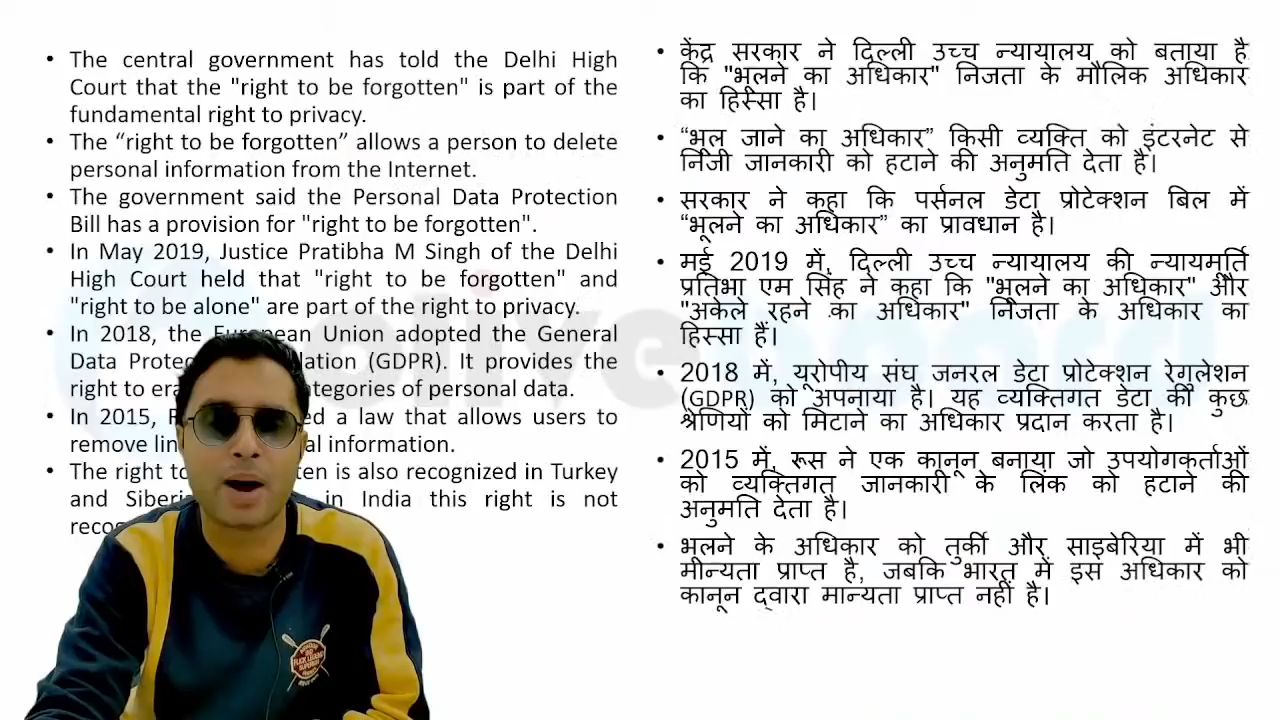 • The central government has told the Delhi High
Court that the "right to be forgotten" is part of the
fundamental right to privacy.
• The “right to be forgotten” allows a person to delete
personal information from the Internet.
• The government said the Personal Data Protection
Bill has a provision for "right to be forgotten".
• In May 2019, Justice Pratibha M Singh of the Delhi
High Court held that "right to be forgotten" and
"right to be alone" are part of the right to privacy.
• In 2018, the European Union adopted the General
Data (GDPR). It provides the
right to categories of personal data.
• In 2015, a law that allows users to
remove information.
• The right to is also recognized in Turkey
and in India this right is not
• केंद्र सरकार ने दिल्ली उच्च न्यायालय को बताया है
कि "भूलने का अधिकार" निजता के मौलिक अधिकार
का हिस्सा है।
• “भूल जाने का अधिकार” किसी व्यक्ति को इंटरनेट से
निजी जानकारी को हटाने की अनुमति देता है।
• सरकार ने कहा कि पर्सनल डेटा प्रोटेक्शन बिल में
“भूलने का अधिकार” का प्रावधान है।
• मई 2019 में, दिल्ली उच्च न्यायालय की न्यायमूर्ति
प्रतिभा एम सिंह ने कहा कि "भूलने का अधिकार" और
"अकेले रहने का अधिकार" निजता के अधिकार का
हिस्सा हैं।
• 2018 में, यूरोपीय संघ जनरल डेटा प्रोटेक्शन रेगुलेशन
(GDPR) को अपनाया है। यह व्यक्तिगत डेटा की कुछ
श्रेणियों को मिटाने का अधिकार प्रदान करता है।
• 2015 में, रूस ने एक कानून बनाया जो उपयोगकर्ताओं
को व्यक्तिगत जानकारी के लिंक को हटाने की
अनुमति देता है।
• भूलने के अधिकार को तुर्की और साइबेरिया में भी
मान्यता प्राप्त है, जबकि भारत में इस अधिकार को
कानून द्वारा मान्यता प्राप्त नहीं है।